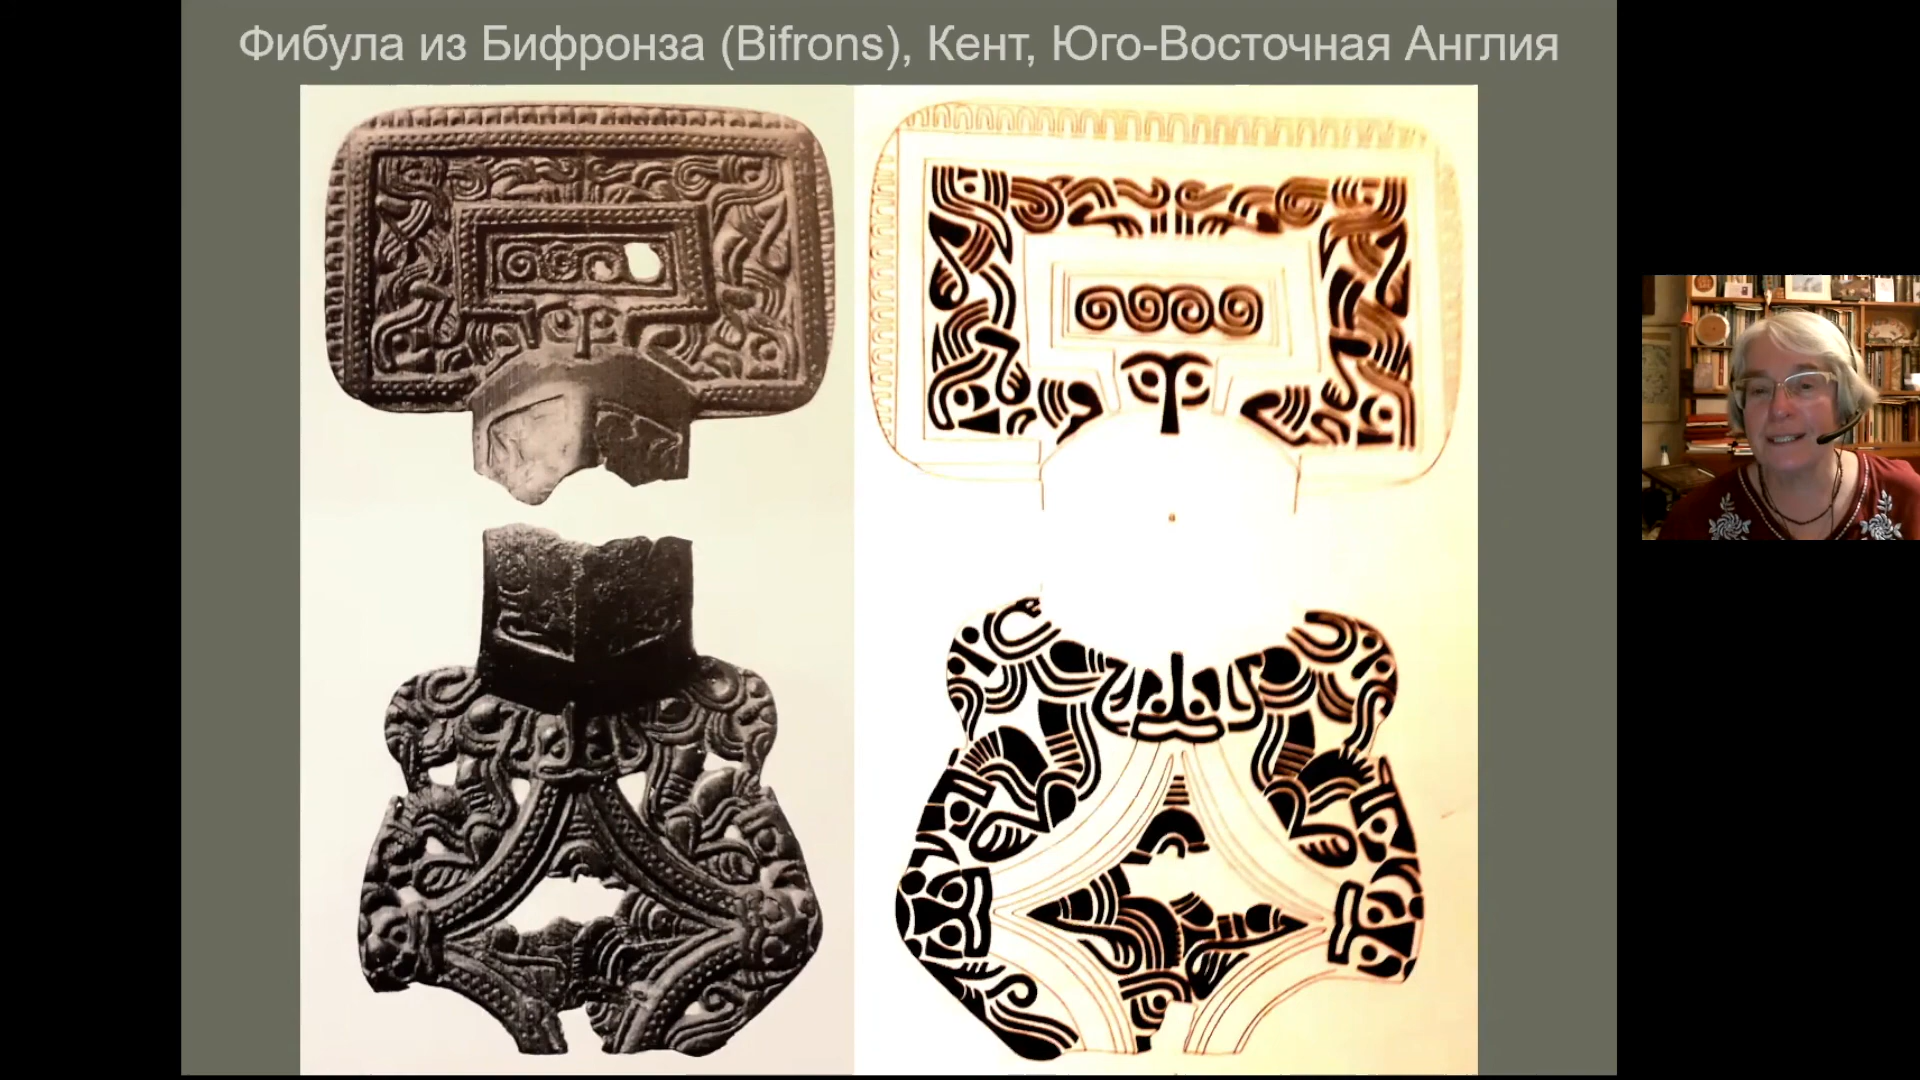 Фибула из Бифронза (Bifrons), Кент, Юго-Восточная Англия